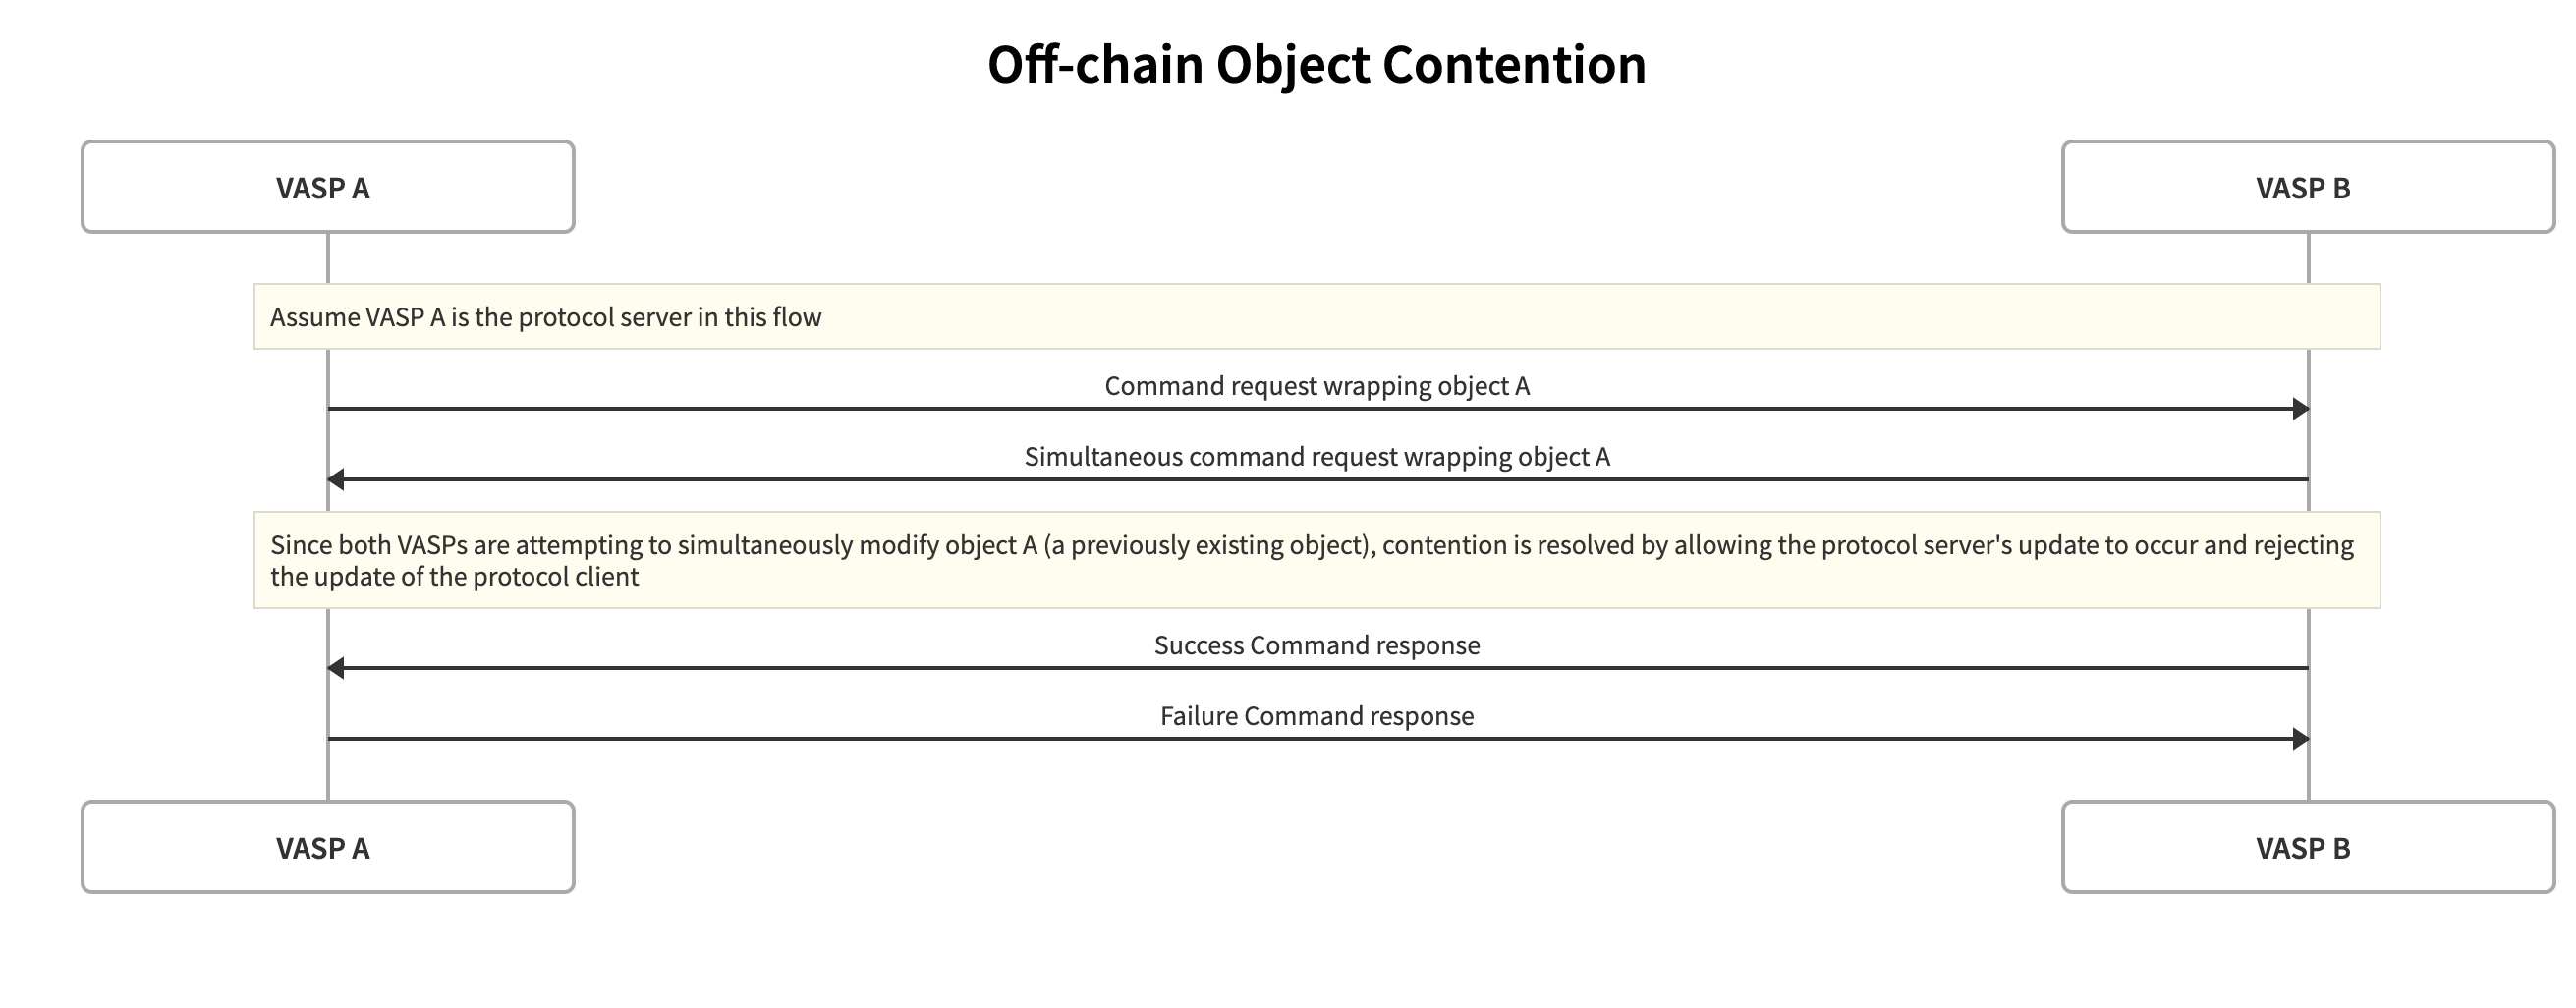 Off-chain Object Contention
VASP A
VASP B
Assume VASP A is the protocol server in this flow
Command request wrapping object A
Simultaneous command request wrapping object A
Since both VASPs are attempting to simultaneously modify object A (a previously existing object), contention is resolved by allowing the protocol server's update to occur and rejecting
the update of the protocol client
Success Command response
Failure Command response
VASP A
VASP B